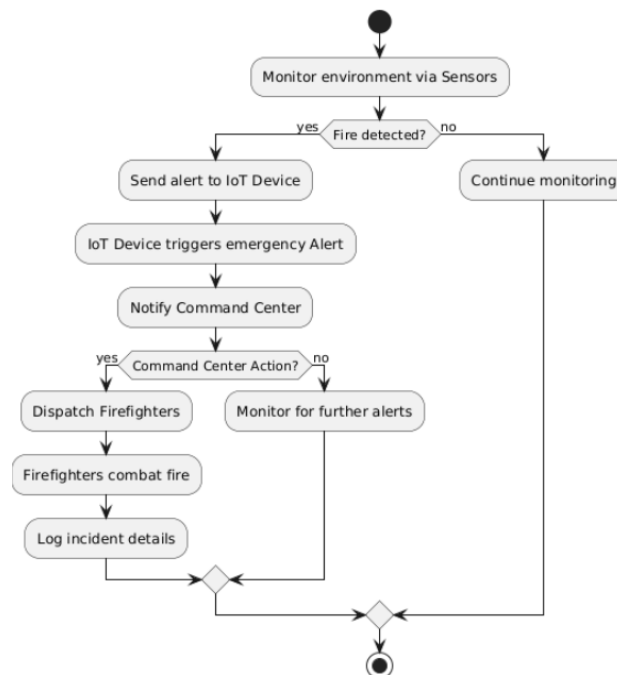 Monitor environment via Sensors
yes
Fire detected?
no
Send alert to IoT Device
Continue monitoring
IoT Device triggers emergency Alert
Notify Command Center
yes
Command Center Action?
no
Dispatch Firefighters
Monitor for further alerts
Firefighters combat fire
Log incident details